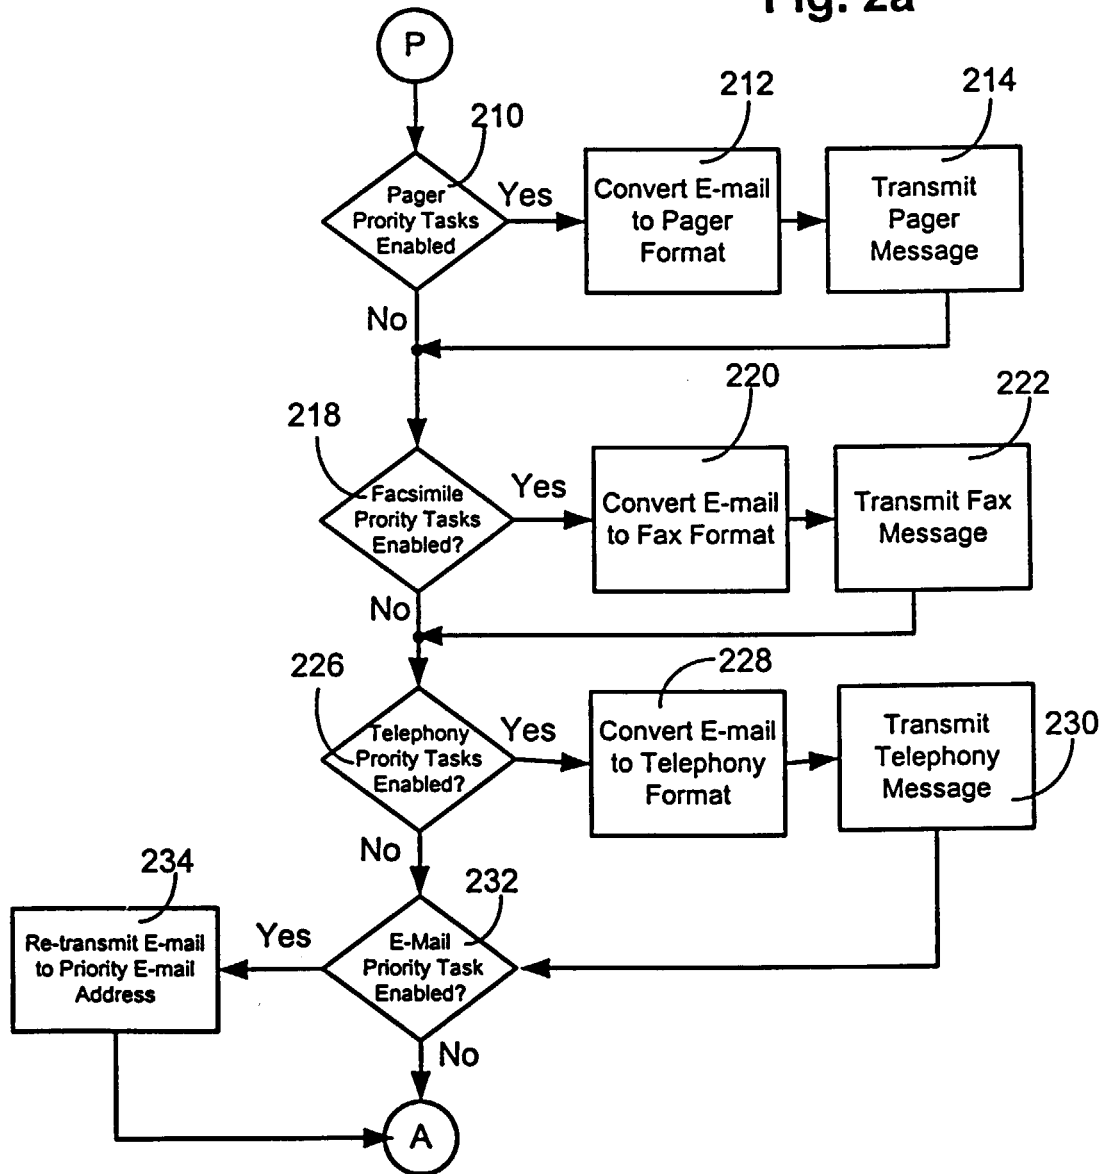 Fig. 2a
P
210
212
214
Pager
Prority Tasks
Enabled
Yes
Convert E-mail
to Pager
Format
Transmit
Pager
Message
No
218
220
222
Facsimile
Prority Tasks
Enabled?
Yes
Convert E-mail
to Fax Format
Transmit Fax
Message
No
226
228
230
Telephony
Prority Tasks
Enabled?
Yes
Convert E-mail
to Telephony
Format
Transmit
Telephony
Message
No
234
232
Re-transmit E-mail
to Priority E-mail
Address
Yes
E-Mail
Priority Task
Enabled?
No
A